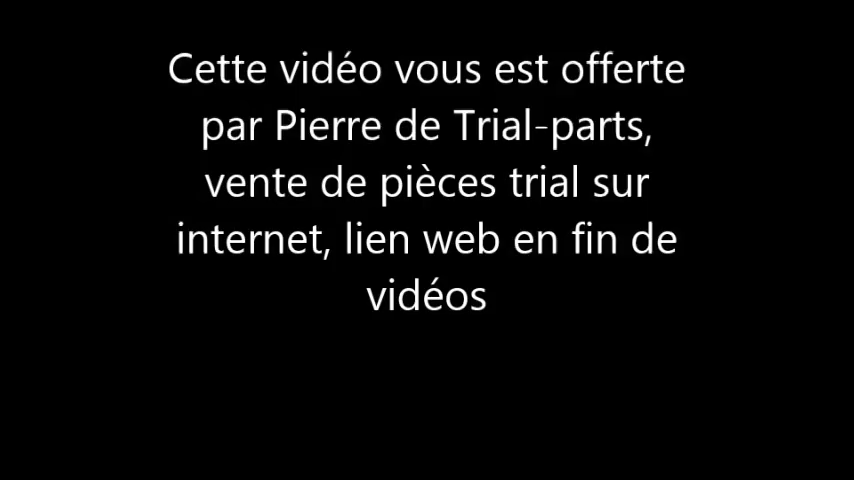 Cette vidéo vous est offerte
par Pierre de Trial-parts,
vente de pièces trial sur
internet, lien web en fin de
vidéos